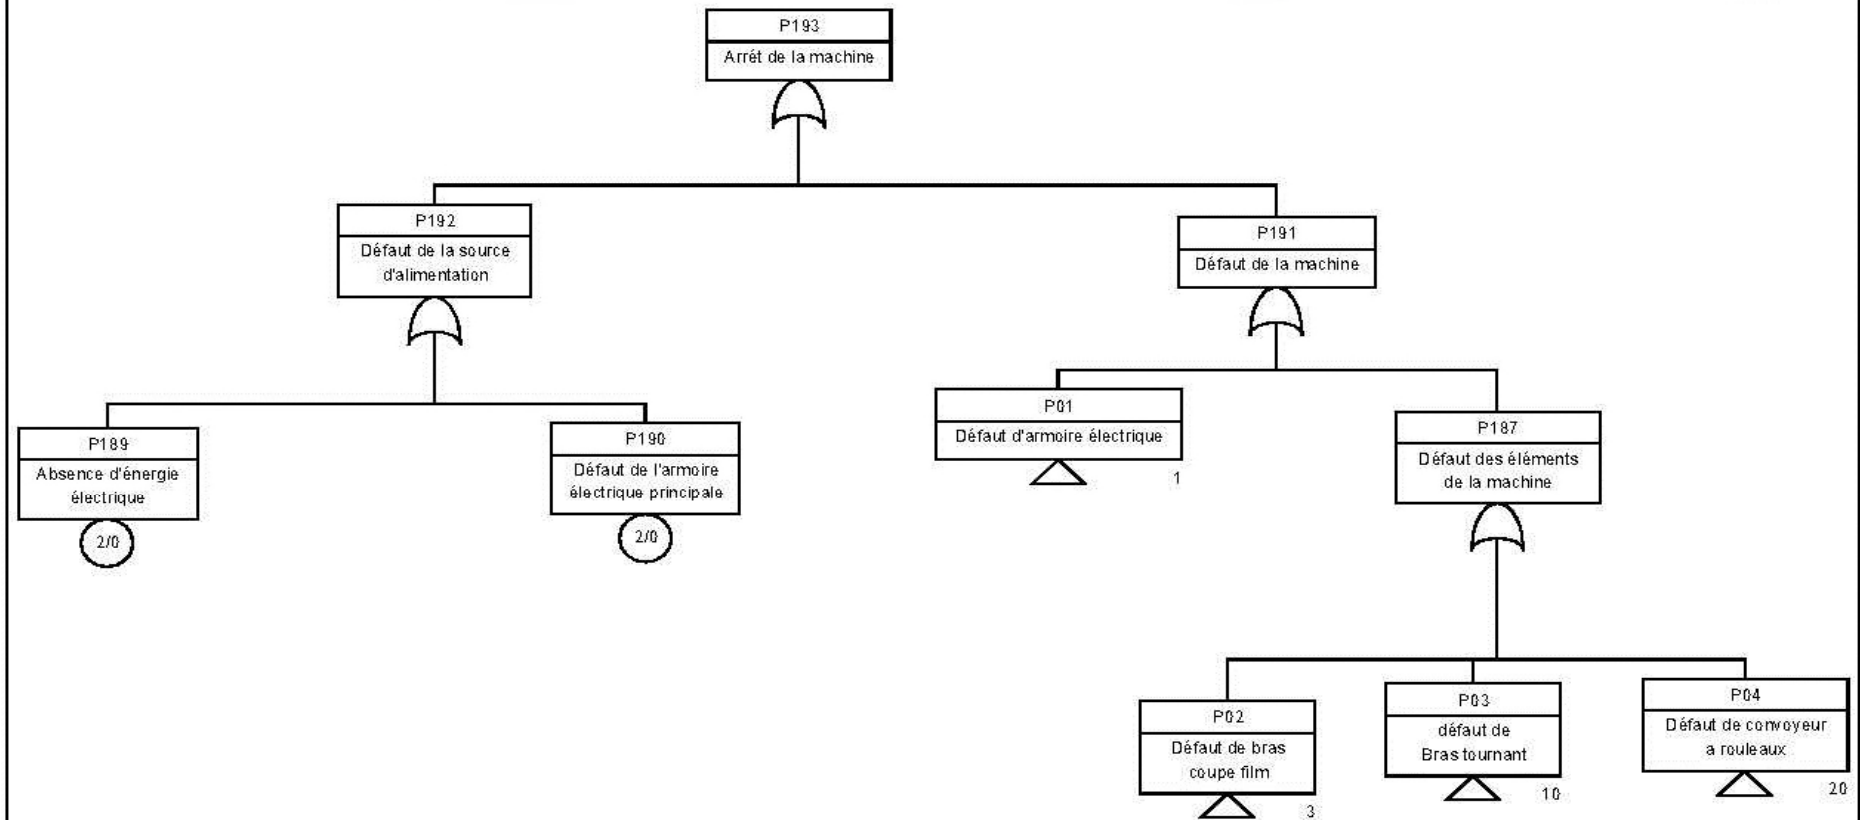 P193
Arrét de la machine
P192
Défaut de la source
d'alimentation
P191
Défaut de la machine
P189
Absence d'énergie
électrique
2/0
P190
Défaut de l'armoire
électrique principale
2/0
P01
Défaut d'armoire électrique
1
P187
Défaut des éléments
de la machine
P02
Défaut de bras
coupe film
3
P03
défaut de
Bras tournant
10
P04
Défaut de convoyeur
a rouleaux
20